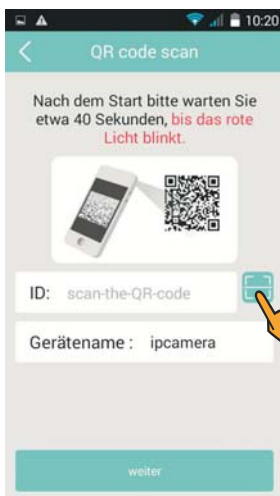 10:20
QR code scan
Nach dem Start bitte warten Sie
etwa 40 Sekunden, bis das rote
Licht blinkt.
ID: scan-the-QR-code
Gerätename : ipcamera
weiter